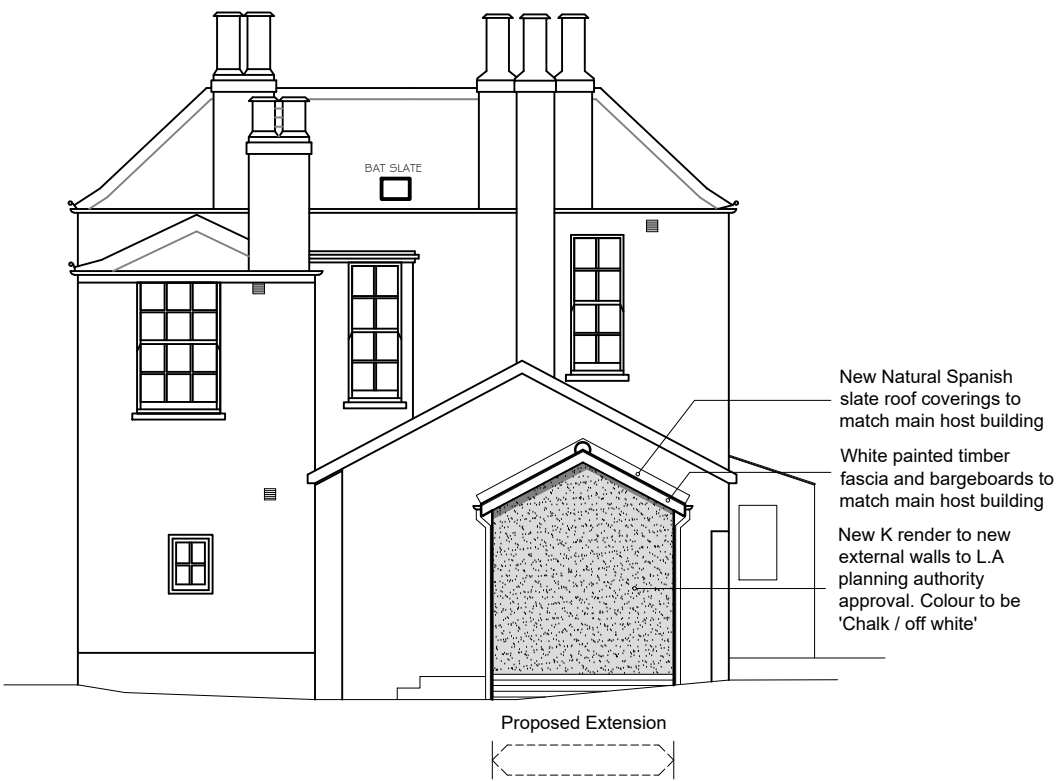 BAT SLATE
New Natural Spanish
slate roof coverings to
match main host building
White painted timber
fascia and bargeboards to
match main host building
New K render to new
external walls to L.A
planning authority
approval. Colour to be
'Chalk / off white'
Proposed Extension